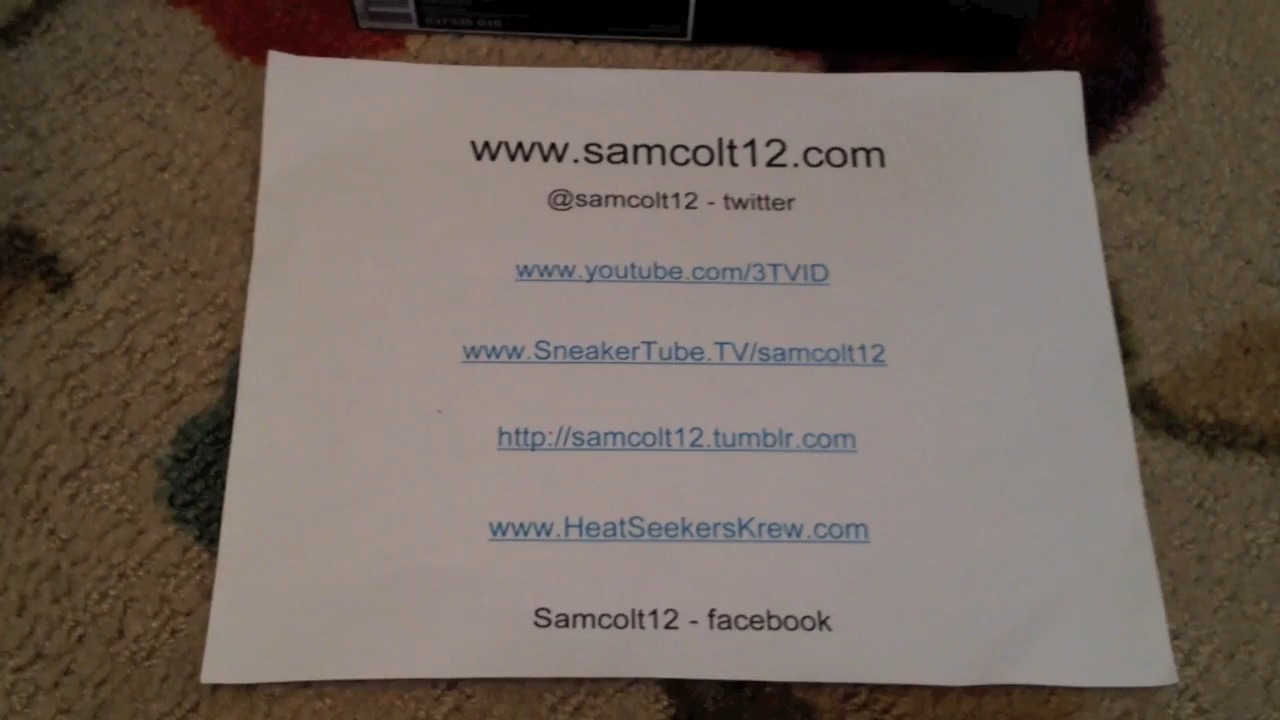 www.samcolt12.com
@samcolt12 - twitter
www.youtube.com/3TVID
www.SneakerTube.TV/samcolt12
http://samcolt12.tumblr.com
www.HeatSeekersKrew.com
Samcolt12 - facebook